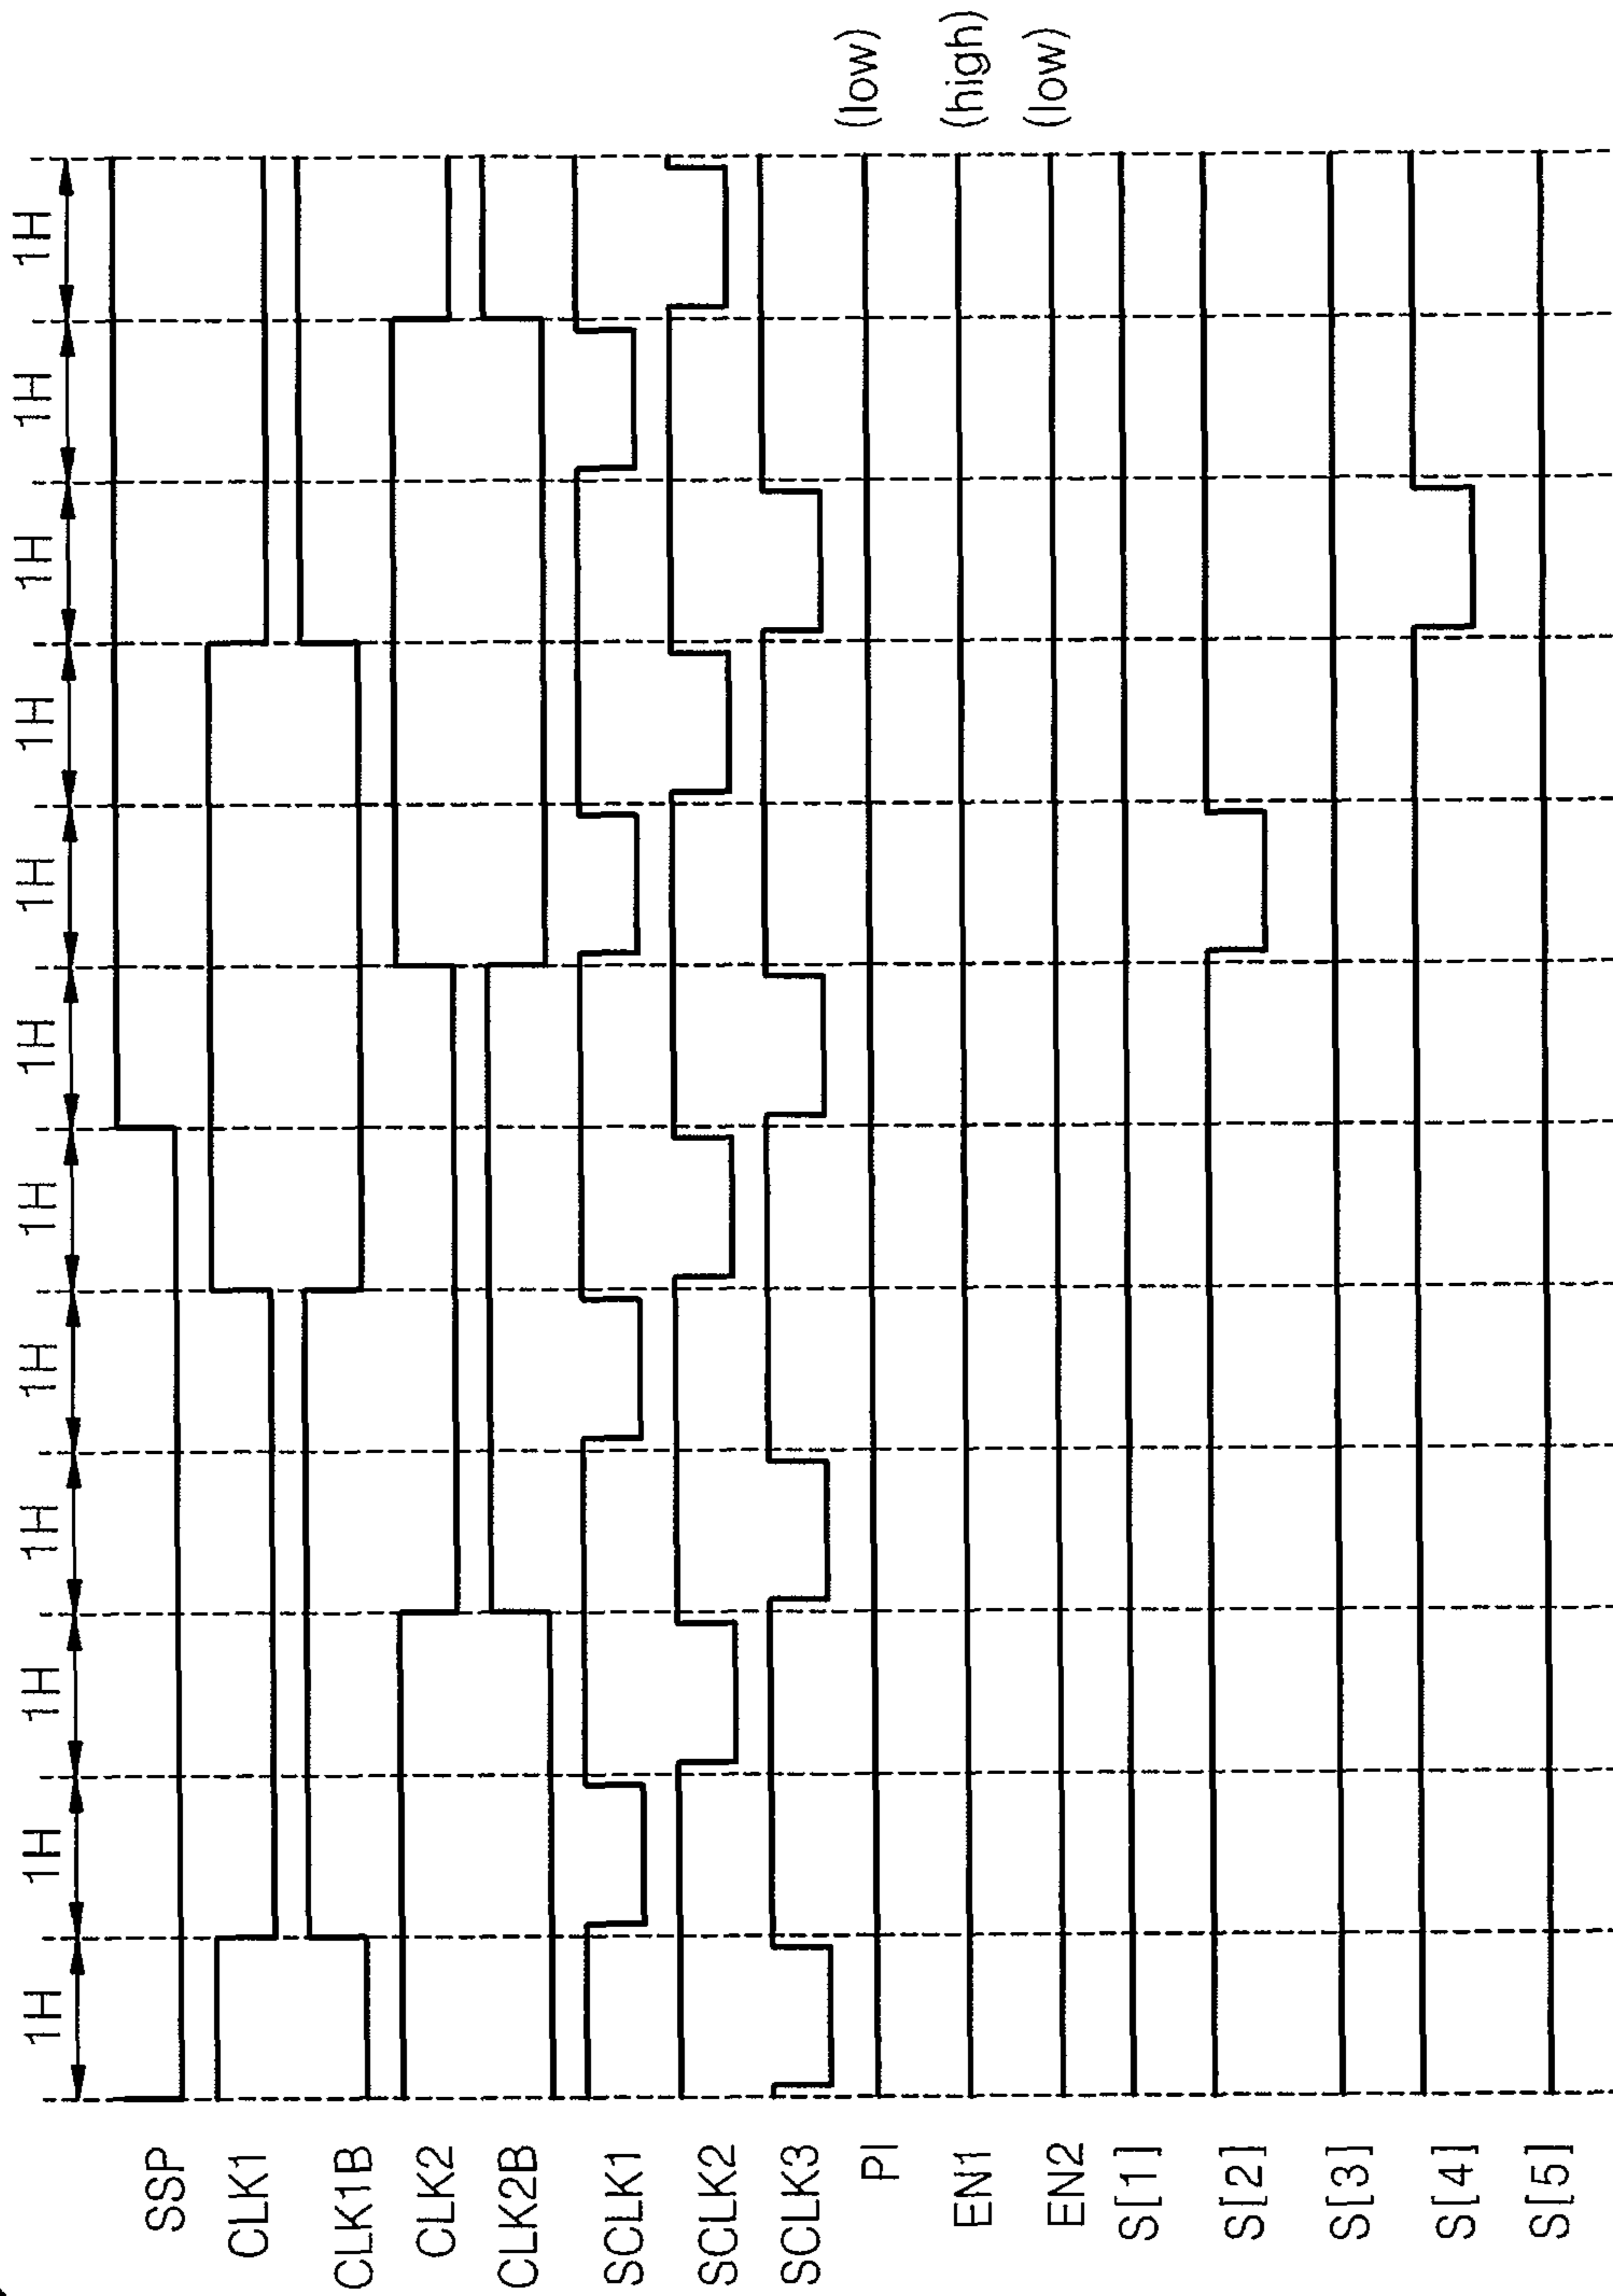 1H 1H 1H 1H 1H 1H 1H 1H 1H 1H 1H 1H
SSP
CLK1
CLK1B
CLK2
CLK2B
SCLK1
SCLK2
SCLK3
PI (low)
EN1 (high)
EN2 (low)
S[1]
S[2]
S[3]
S[4]
S[5]